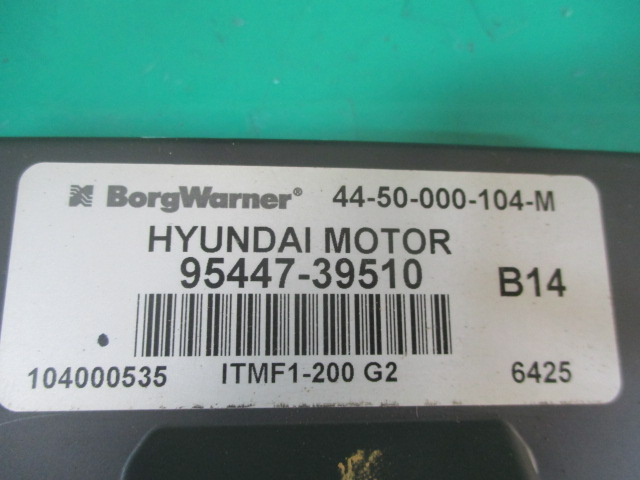 BorgWarner® 44-50-000-104-M
HYUNDAI MOTOR
95447-39510 B14
104000535 ITMF1-200 G2 6425